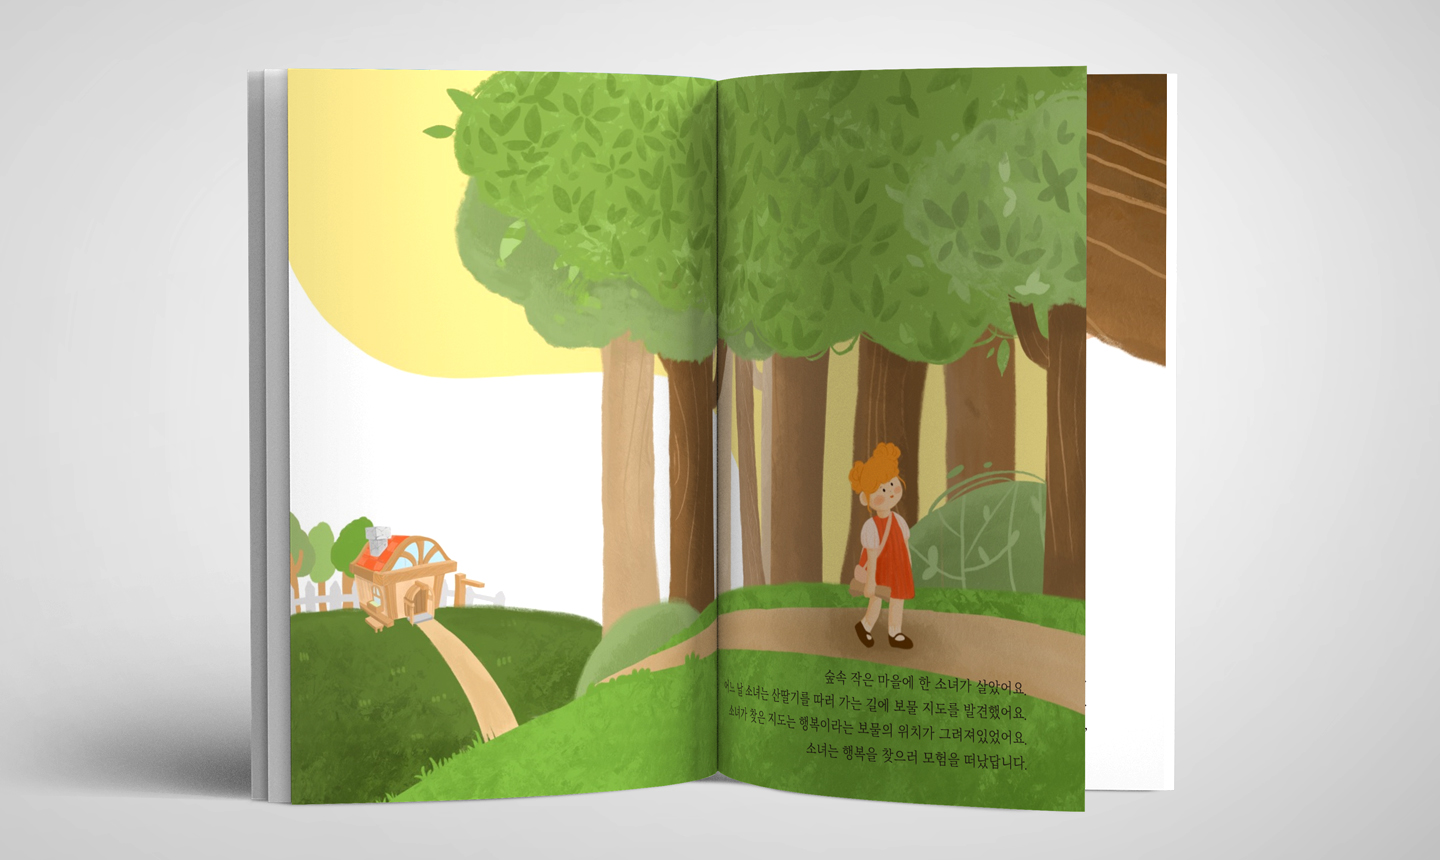 숲속 작은 마을에 한 소녀가 살았어요.
어느 날 소녀는 산딸기를 따러 가는 길에 보물 지도를 발견했어요.
소녀가 찾은 지도는 행복이라는 보물의 위치가 그려져있었어요.
소녀는 행복을 찾으러 모험을 떠났답니다.